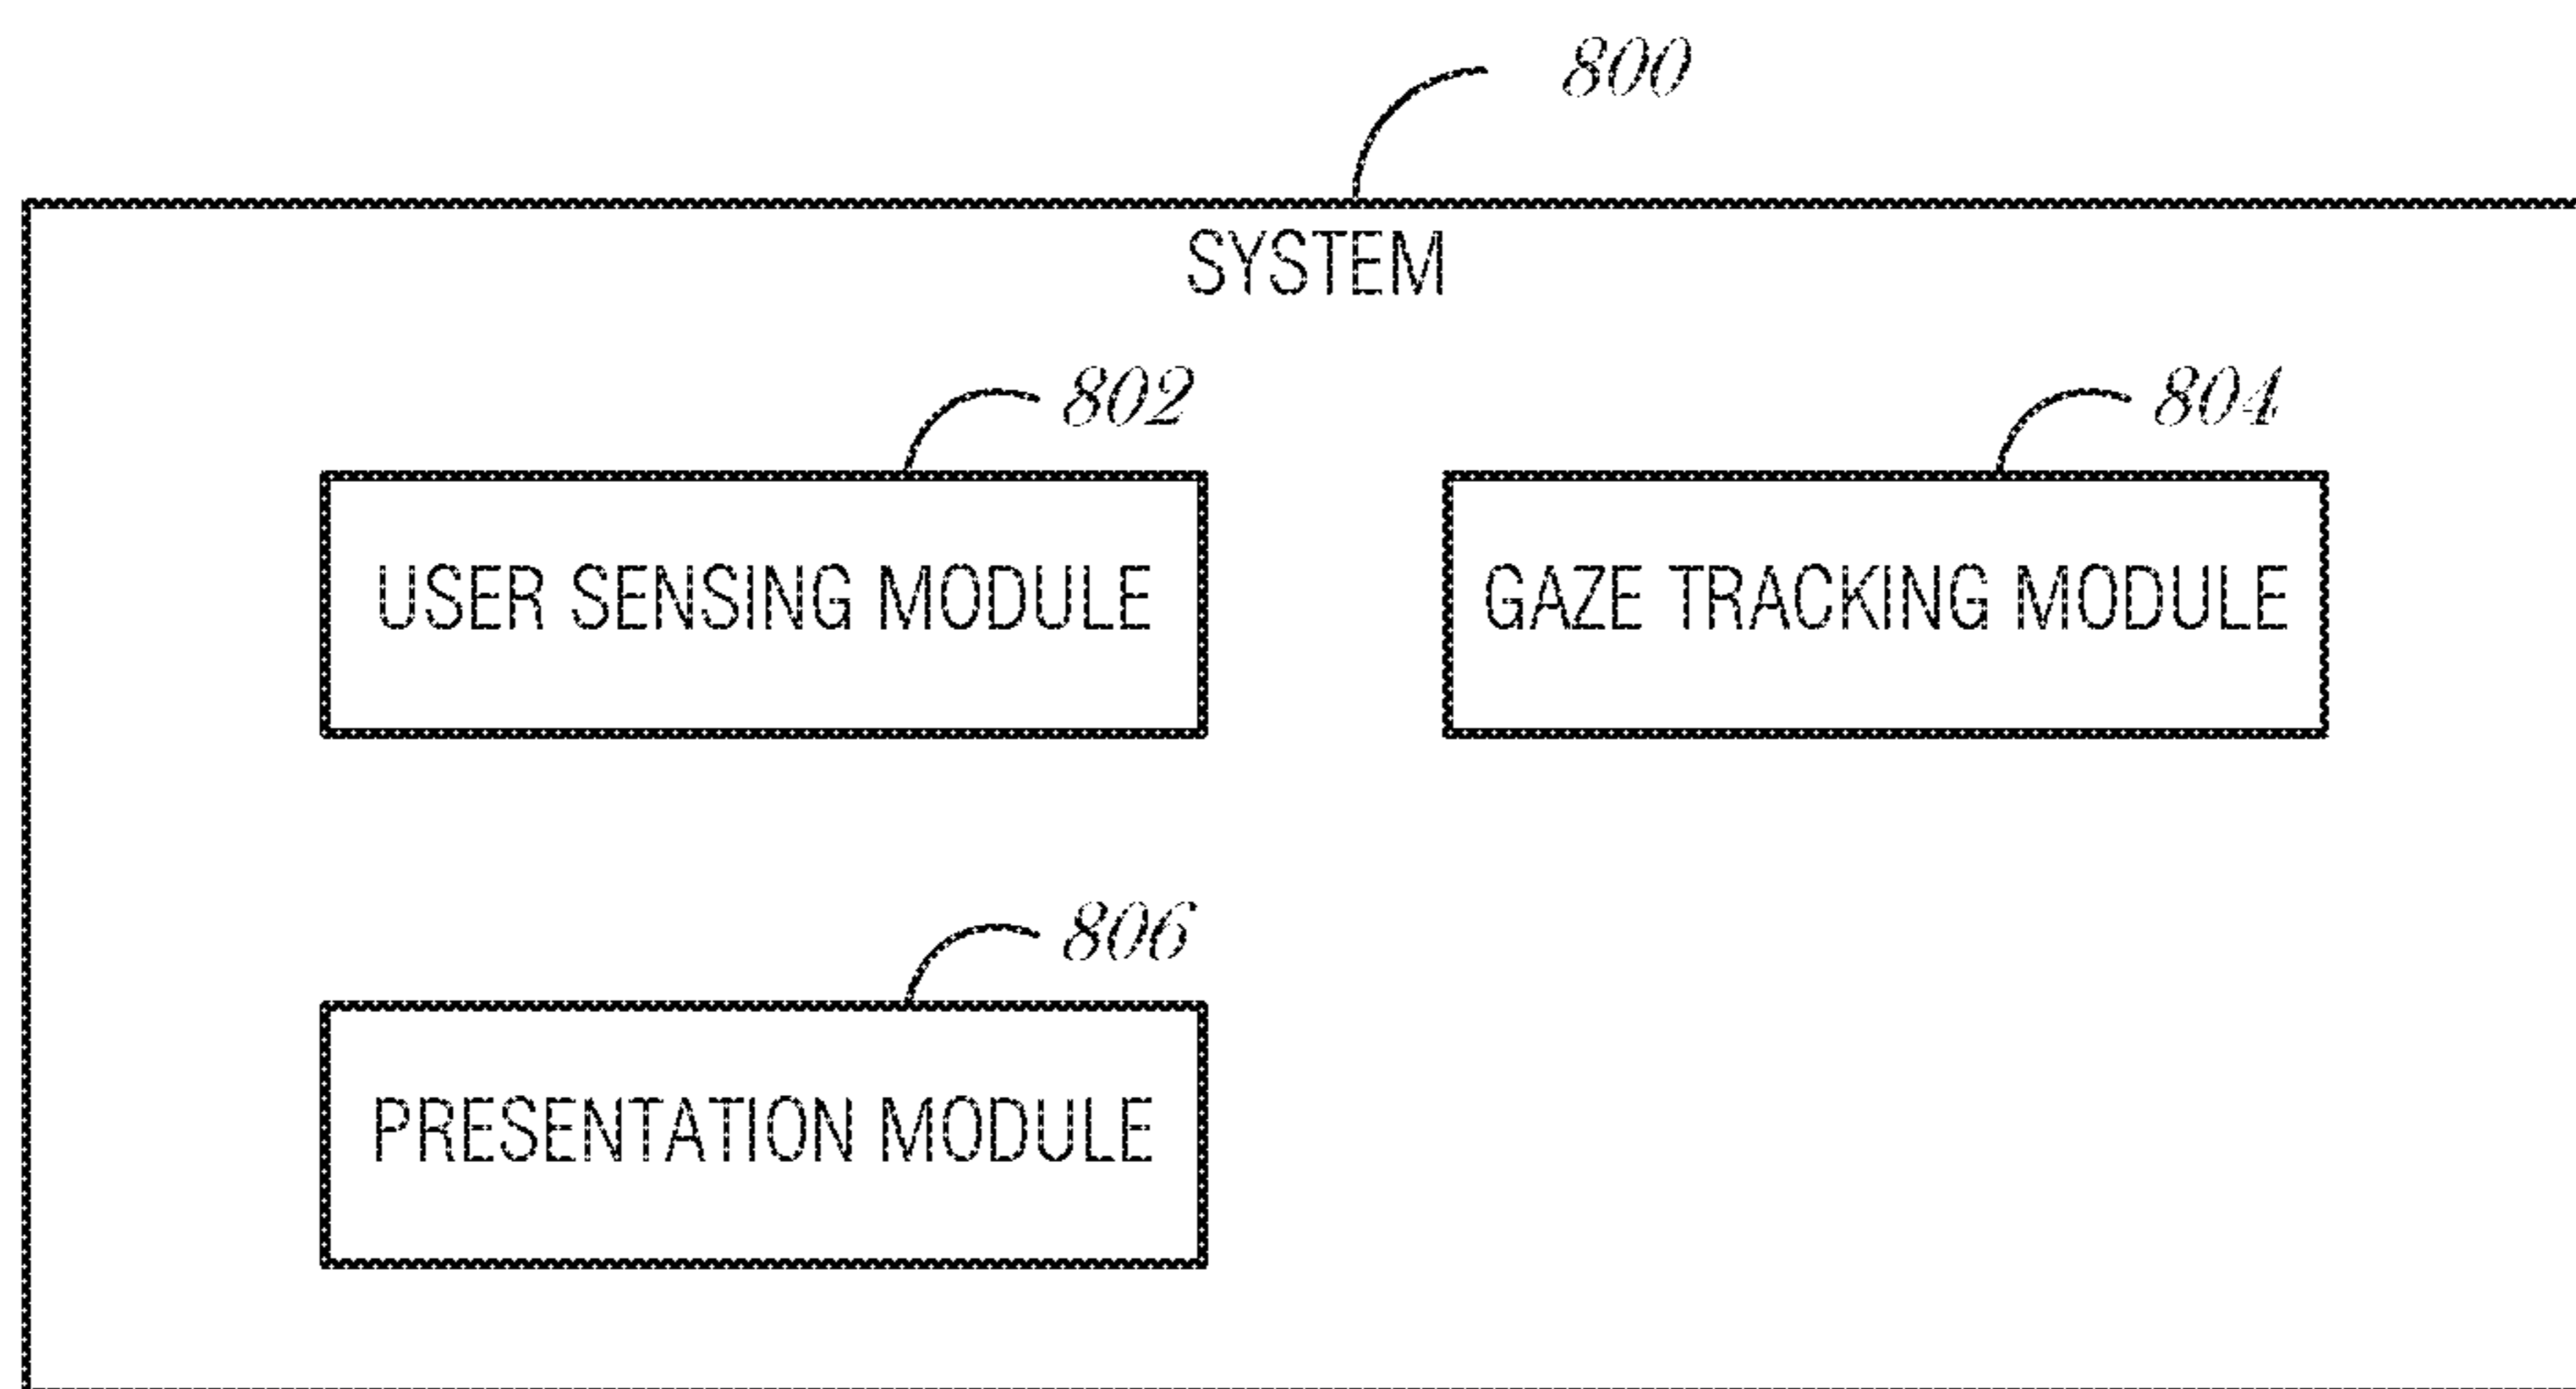 800
SYSTEM
802
804
USER SENSING MODULE
GAZE TRACKING MODULE
806
PRESENTATION MODULE